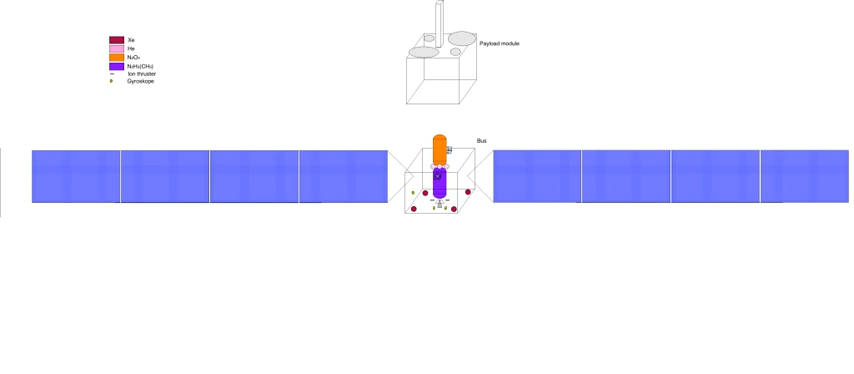 Xe
He
N₂O₄
N₂H₃(CH₃)
Ion thruster
Gyroskope
Payload module
Bus